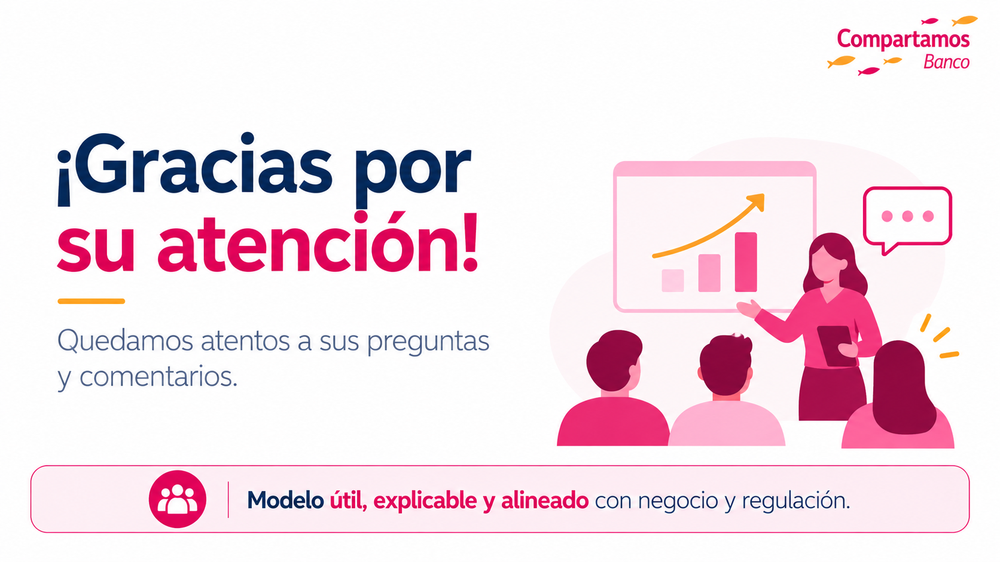 Compartamos
Banco
¡Gracias por
su atención!
Quedamos atentos a sus preguntas
y comentarios.
Modelo útil, explicable y alineado con negocio y regulación.